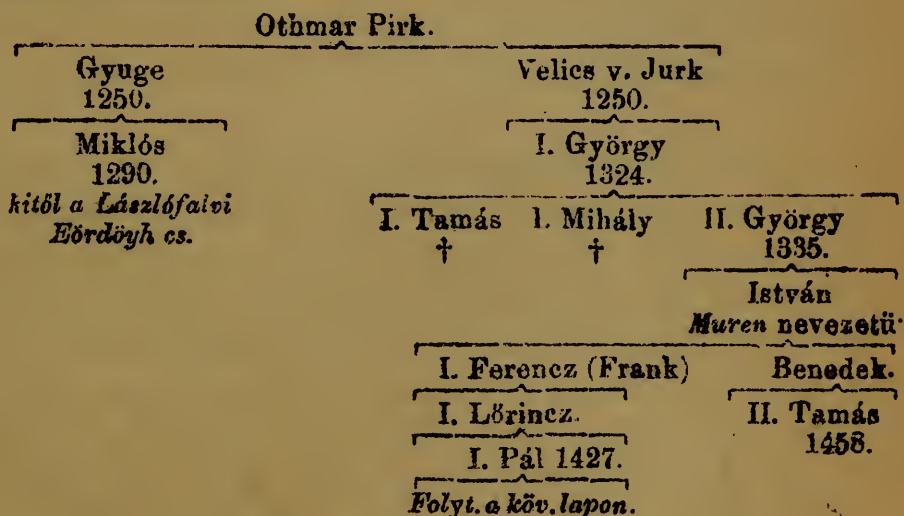 Othmar Pirk.
Gyuge Velics v. Jurk
1250. 1250.
Miklós I. György
1290. 1324.
kitől a Lászlófalvi
Eördöyh cs.
I. Tamás I. Mihály II. György
† † 1335.
István
Muren nevezetü
I. Ferencz (Frank) Benedek.
I. Lőrincz. II. Tamás
1458.
I. Pál 1427.
Folyt. a köv. lapon.